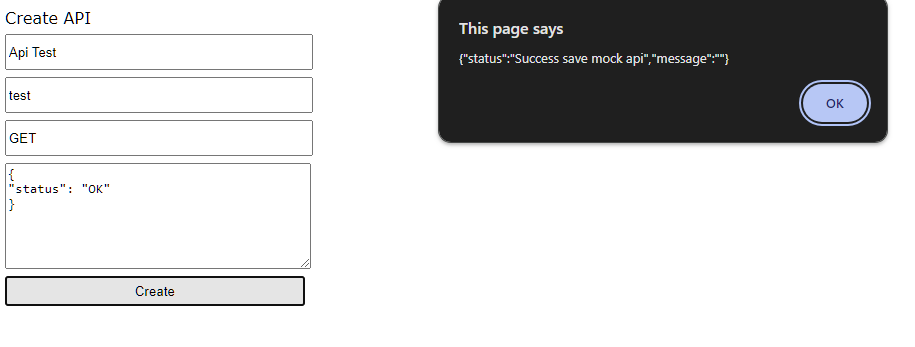 Create API
Api Test
test
GET
{
"status": "OK"
}
Create
This page says
{"status":"Success save mock api","message":""}
OK